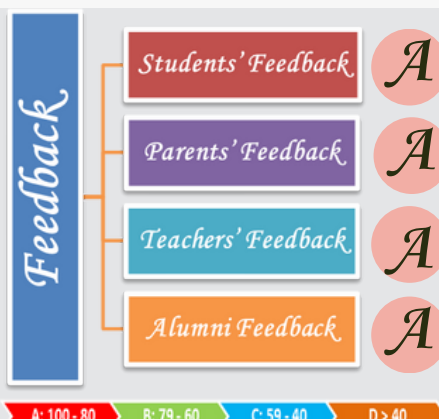 Feedback
Students' Feedback A
Parents' Feedback A
Teachers' Feedback A
Alumni Feedback A
A: 100 - 80 B: 79 - 60 C: 59 - 40 D > 40